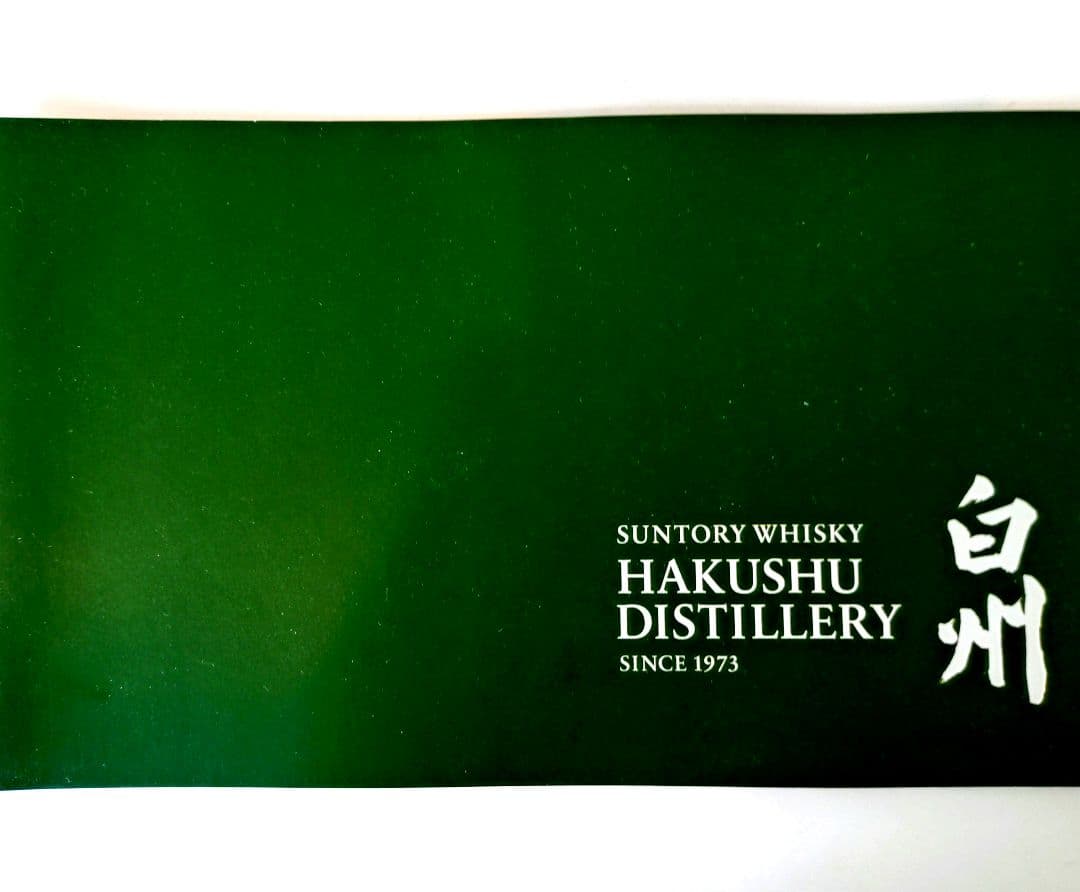 SUNTORY WHISKY
HAKUSHU
DISTILLERY
SINCE 1973
白州